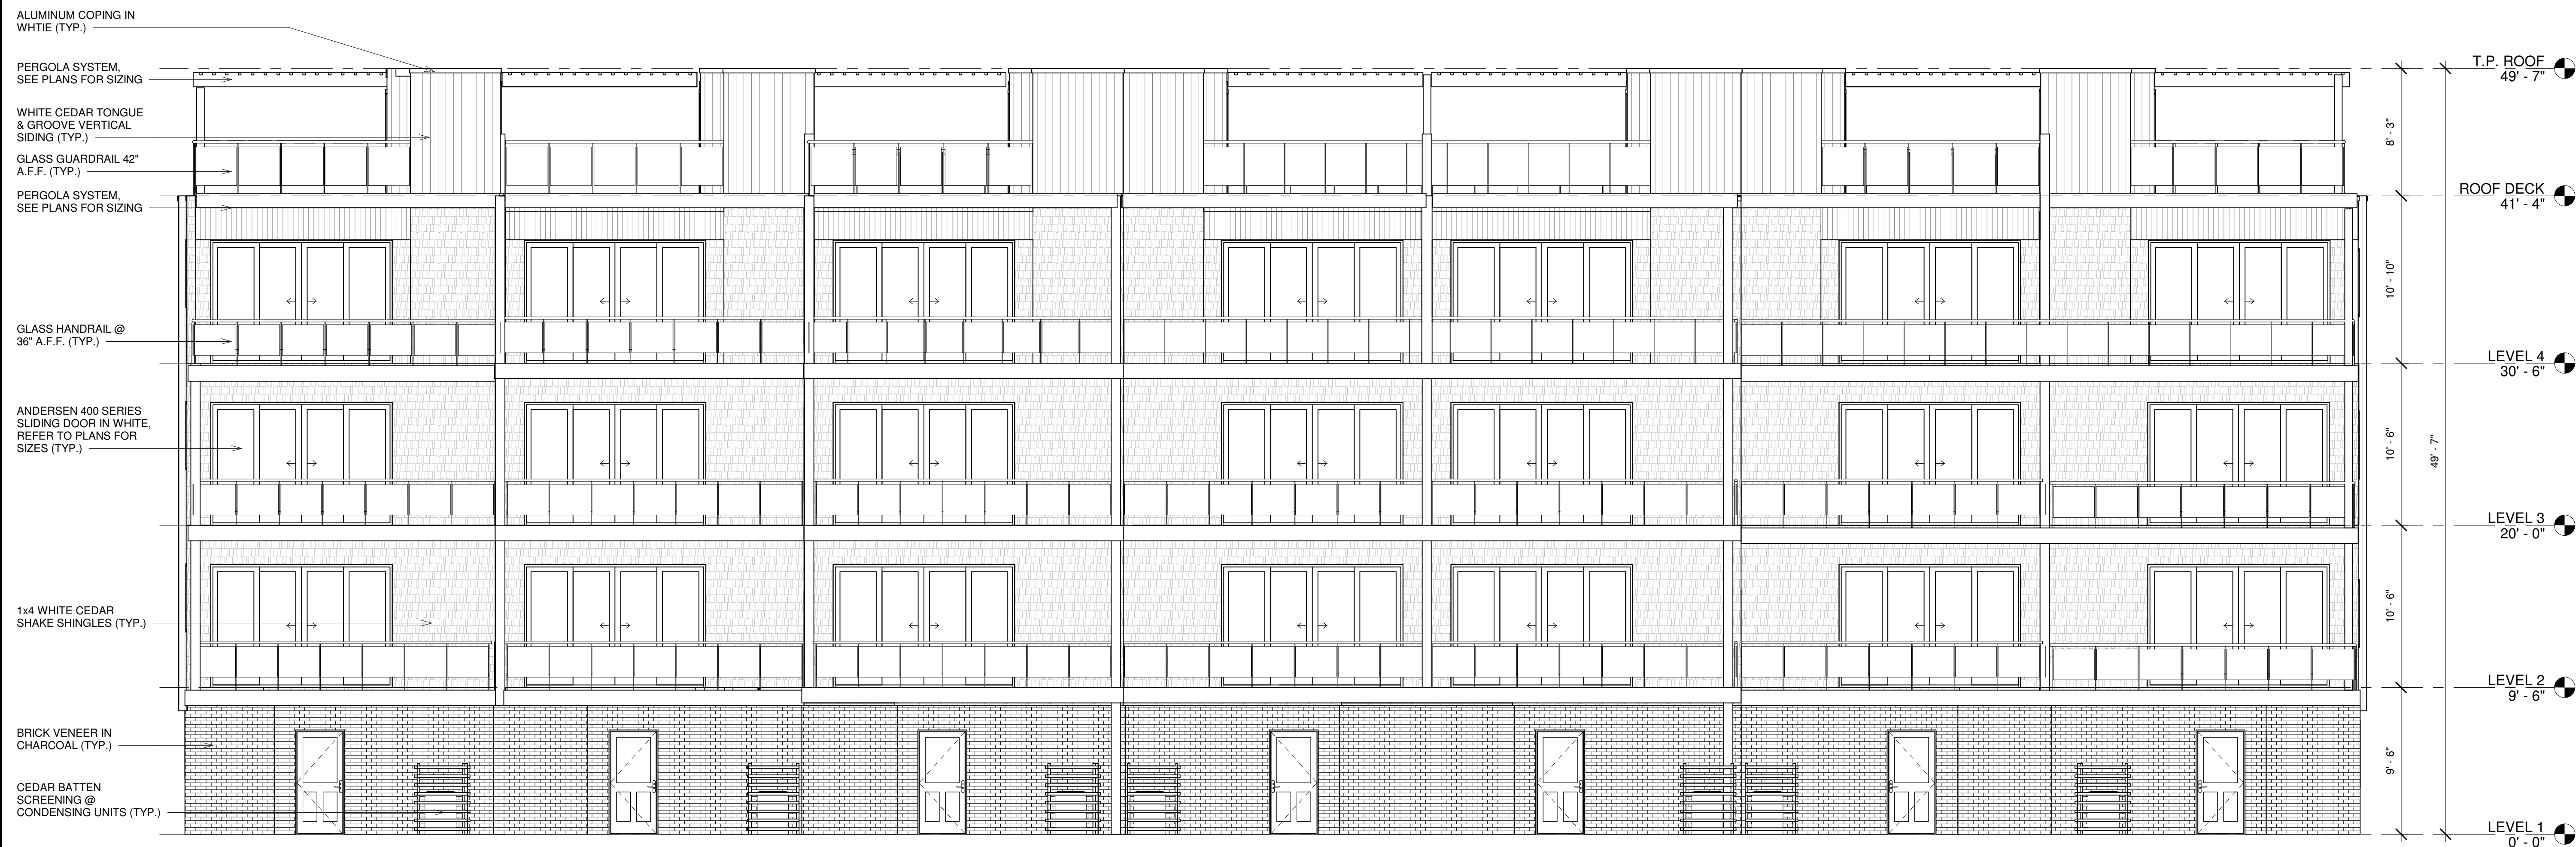 ALUMINUM COPING IN
WHTIE (TYP.)
PERGOLA SYSTEM,
SEE PLANS FOR SIZING
WHITE CEDAR TONGUE
& GROOVE VERTICAL
SIDING (TYP.)
GLASS GUARDRAIL 42"
A.F.F. (TYP.)
PERGOLA SYSTEM,
SEE PLANS FOR SIZING
GLASS HANDRAIL @
36" A.F.F. (TYP.)
ANDERSEN 400 SERIES
SLIDING DOOR IN WHITE,
REFER TO PLANS FOR
SIZES (TYP.)
1x4 WHITE CEDAR
SHAKE SHINGLES (TYP.)
BRICK VENEER IN
CHARCOAL (TYP.)
CEDAR BATTEN
SCREENING @
CONDENSING UNITS (TYP.)
8' - 3"
10' - 10"
10' - 6"
10' - 6"
9' - 6"
49' - 7"
T.P. ROOF
49' - 7"
ROOF DECK
41' - 4"
LEVEL 4
30' - 6"
LEVEL 3
20' - 0"
LEVEL 2
9' - 6"
LEVEL 1
0' - 0"